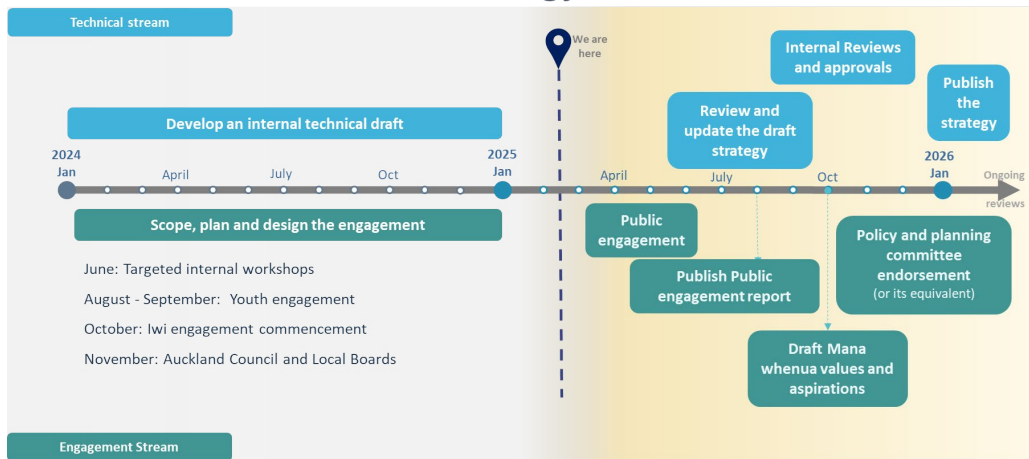 Technical stream
We are
here
Internal Reviews
and approvals
Publish
the
strategy
Review and
update the draft
strategy
Develop an internal technical draft
2024
Jan
April
July
Oct
2025
Jan
April
July
Oct
2026
Jan
Ongoing
reviews
Scope, plan and design the engagement
Public
engagement
Publish Public
engagement report
Policy and planning
committee
endorsement
(or its equivalent)
Draft Mana
whenua values and
aspirations
June: Targeted internal workshops
August - September: Youth engagement
October: Iwi engagement commencement
November: Auckland Council and Local Boards
Engagement Stream